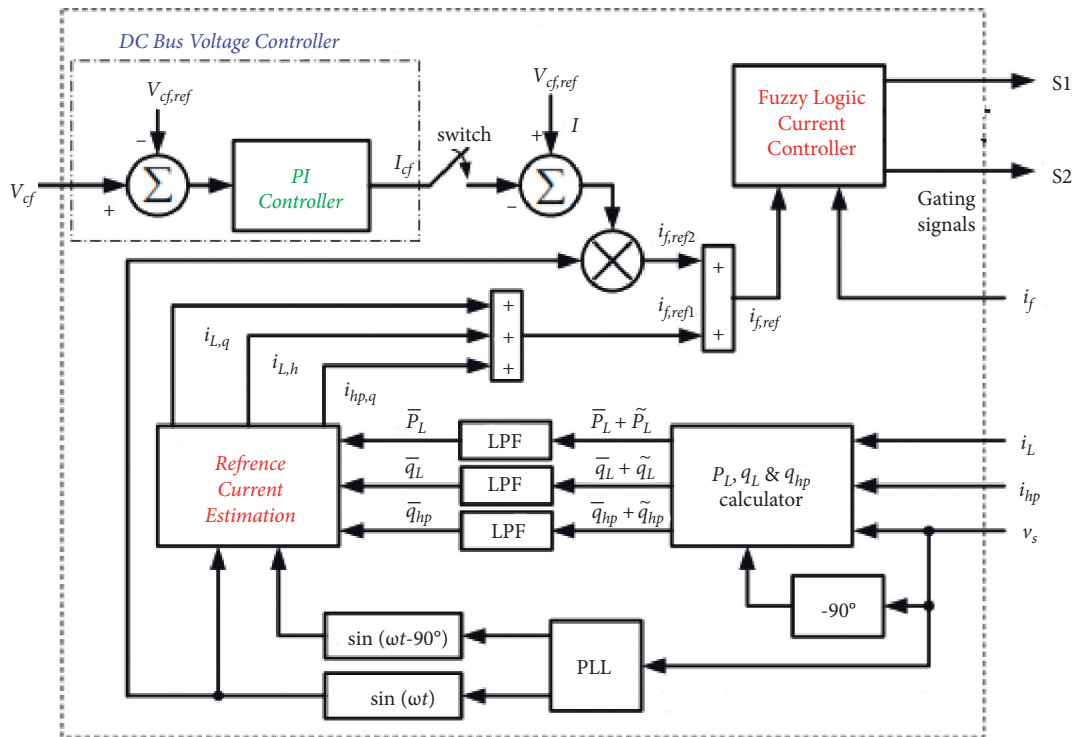 DC Bus Voltage Controller
V_cf,ref
−
V_cf
+
Σ
PI
Controller
I_cf
switch
V_cf,ref
+
I
−
Σ
Fuzzy Logiic
Current
Controller
S1
S2
Gating
signals
i_f,ref2
+
i_f,ref1
+
i_f,ref
i_f
+
+
+
i_L,q
i_L,h
i_hp,q
Refrence
Current
Estimation
P̅_L
LPF
P̅_L + P̃_L
q̅_L
LPF
q̅_L + q̃_L
q̅_hp
LPF
q̅_hp + q̃_hp
P_L, q_L & q_hp
calculator
i_L
i_hp
v_s
-90°
sin (ωt-90°)
sin (ωt)
PLL